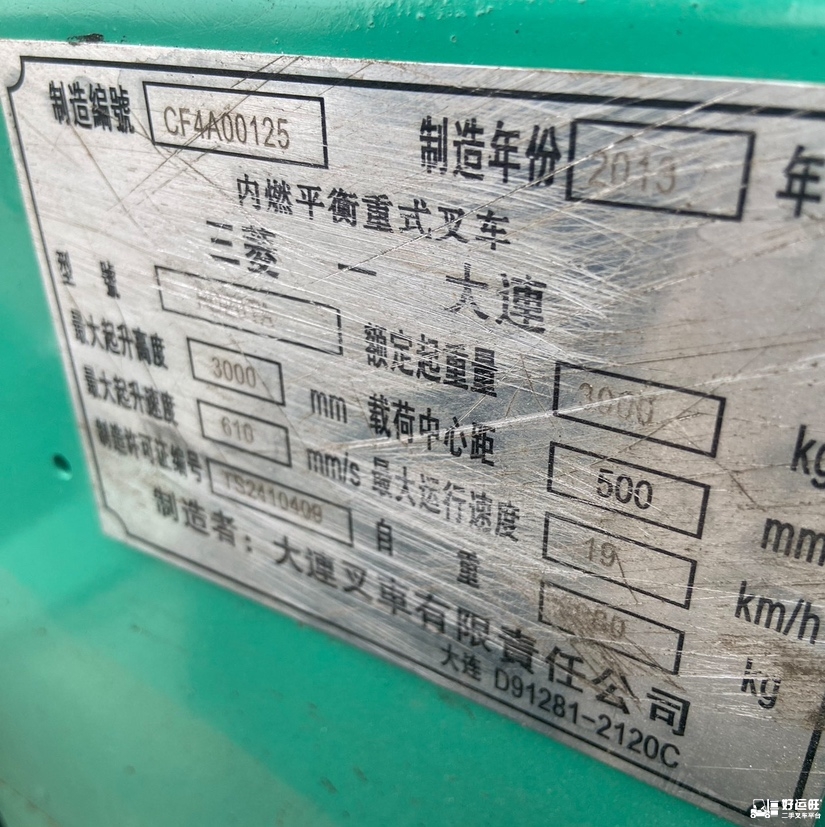 制造编號 CF4A00125 制造年份 2013 年
内燃平衡重式叉车
三菱 － 大連
型 號 额定起重量 3000 kg
最大起升高度 3000 mm 载荷中心距 500 mm
最大起升速度 610 mm/s 最大运行速度 19 km/h
制造许可证编号 TS2410409 自 重 kg
制造者：大連叉車有限責任公司
大连 D91281-2120C
好运旺
二手叉车平台